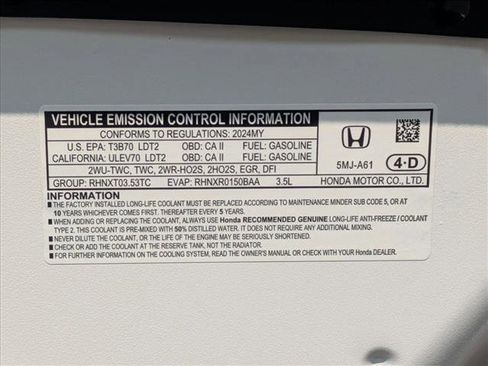 VEHICLE EMISSION CONTROL INFORMATION
CONFORMS TO REGULATIONS: 2024MY
U.S. EPA: T3B70 LDT2 OBD: CA II FUEL: GASOLINE
CALIFORNIA: ULEV70 LDT2 OBD: CA II FUEL: GASOLINE
2WU-TWC, TWC, 2WR-HO2S, 2HO2S, EGR, DFI
GROUP: RHNXT03.53TC EVAP: RHNXR0150BAA 3.5L
HONDA
5MJ-A61 4-D
HONDA MOTOR CO., LTD.
INFORMATION
■ THE FACTORY INSTALLED LONG-LIFE COOLANT MUST BE REPLACED ACCORDING TO MAINTENANCE MINDER SUB CODE 5, OR AT
10 YEARS WHICHEVER COMES FIRST. THEREAFTER EVERY 5 YEARS.
■ WHEN ADDING OR REPLACING THE COOLANT, ALWAYS USE Honda RECOMMENDED GENUINE LONG-LIFE ANTI-FREEZE / COOLANT
TYPE 2. THIS COOLANT IS PRE-MIXED WITH 50% DISTILLED WATER. IT DOES NOT REQUIRE ANY ADDITIONAL MIXING.
■ NEVER DILUTE THE COOLANT, OR THE LIFE OF THE ENGINE MAY BE SERIOUSLY SHORTENED.
■ CHECK OR ADD THE COOLANT AT THE RESERVE TANK, NOT THE RADIATOR.
■ FOR FURTHER INFORMATION ON THE COOLING SYSTEM, READ THE OWNER'S MANUAL OR CHECK WITH YOUR Honda DEALER.